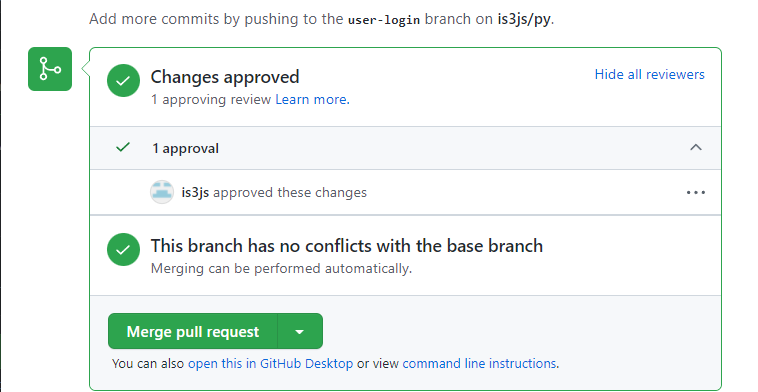 Add more commits by pushing to the user-login branch on is3js/py.
Changes approved
Hide all reviewers
1 approving review Learn more.
1 approval
is3js approved these changes
This branch has no conflicts with the base branch
Merging can be performed automatically.
Merge pull request
You can also open this in GitHub Desktop or view command line instructions.